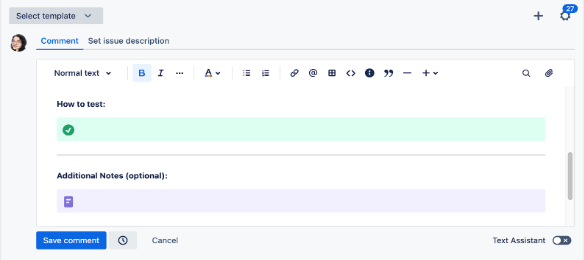 Select template
27
Comment
Set issue description
Normal text
B
I
A
How to test:
Additional Notes (optional):
Save comment
Cancel
Text Assistant